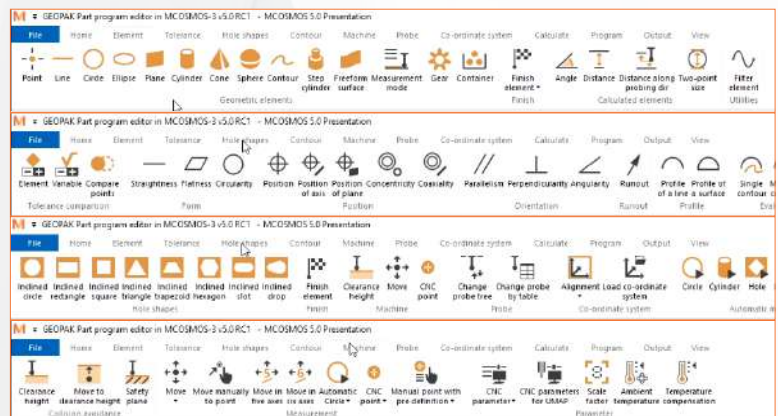 M GEOPAK Part program editor in MCOSMOS-3 v5.0 RC1 - MCOSMOS 5.0 Presentation
File Home Element Tolerance Hole shapes Contour Machine Probe Co-ordinate system Calculate Program Output View
Point Line Circle Ellipse Plane Cylinder Cone Sphere Contour Step Freeform Measurement Gear Container Finish Angle Distance Distance along Two-point Filter
cylinder surface mode element probing dir size element
Geometric elements Finish Calculated elements Utilities
M GEOPAK Part program editor in MCOSMOS-3 v5.0 RC1 - MCOSMOS 5.0 Presentation
File Home Element Tolerance Hole shapes Contour Machine Probe Co-ordinate system Calculate Program Output View
Element Variable Compare Straightness Flatness Circularity Position Position Position Concentricity Coaxiality Parallelism Perpendicularity Angularity Runout Profile Profile of Single
points of axis of plane of a line a surface contour
Tolerance comparison Form Position Orientation Runout Profile
M GEOPAK Part program editor in MCOSMOS-3 v5.0 RC1 - MCOSMOS 5.0 Presentation
File Home Element Tolerance Hole shapes Contour Machine Probe Co-ordinate system Calculate Program Output View
Inclined Inclined Inclined Inclined Inclined Inclined Inclined Inclined Finish Clearance Move CNC Change Change probe Alignment Load co-ordinate Circle Cylinder Hole
circle rectangle square triangle trapezoid hexagon slot drop element height point probe tree by table system
Hole shapes Finish Machine Probe Co-ordinate system Automatic
M GEOPAK Part program editor in MCOSMOS-3 v5.0 RC1 - MCOSMOS 5.0 Presentation
File Home Element Tolerance Hole shapes Contour Machine Probe Co-ordinate system Calculate Program Output View
Clearance Move to Safety Move Move manually Move in Move in Automatic CNC Manual point with CNC CNC parameters Scale Ambient Temperature
height clearance height plane to point five axes six axes Circle point pre-definition parameter for UMAP factor temperature compensation
Collision avoidance Measurement Parameter